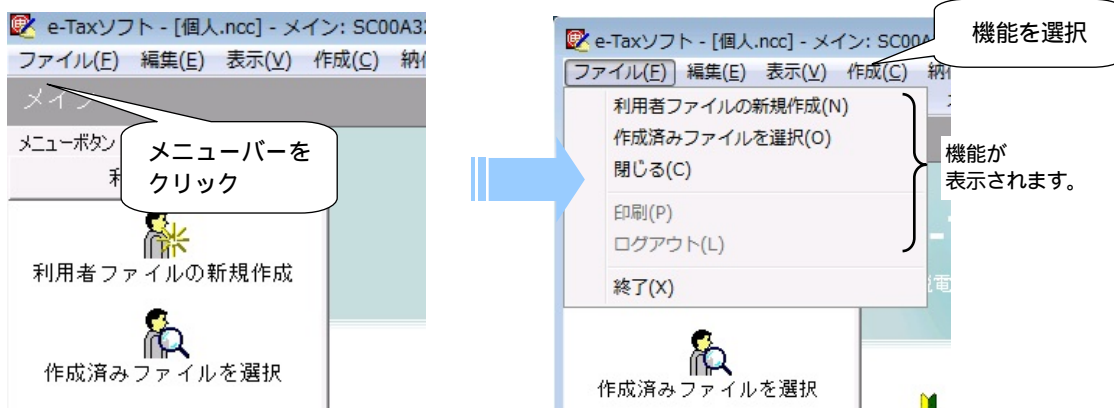 e-Taxソフト - [個人.ncc] - メイン: SC00A32
ファイル(F) 編集(E) 表示(V) 作成(C) 納付
メイン
メニューボタン
メニューバーを
クリック
利用者ファイルの新規作成
作成済みファイルを選択
e-Taxソフト - [個人.ncc] - メイン: SC00A
機能を選択
ファイル(F) 編集(E) 表示(V) 作成(C) 納付
利用者ファイルの新規作成(N)
作成済みファイルを選択(O)
閉じる(C)
印刷(P)
ログアウト(L)
終了(X)
機能が
表示されます。
作成済みファイルを選択